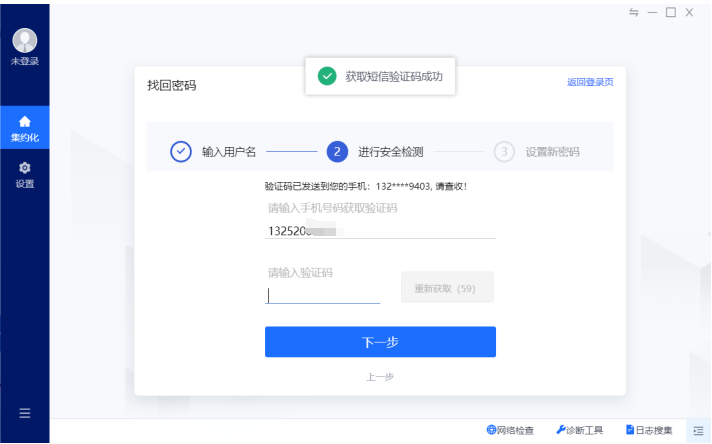 未登录
集约化
设置
获取短信验证码成功
找回密码
返回登录页
输入用户名
2
进行安全检测
3
设置新密码
验证码已发送到您的手机：132****9403, 请查收！
请输入手机号码获取验证码
132520
请输入验证码
重新获取（59）
下一步
上一步
网络检查
诊断工具
日志搜集